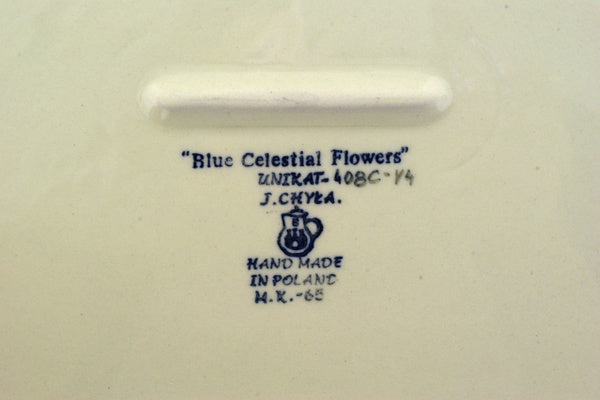 "Blue Celestial Flowers"
UNIKAT-408C-Y4
J.CHYŁA.
B
HAND MADE
IN POLAND
M.K.-65